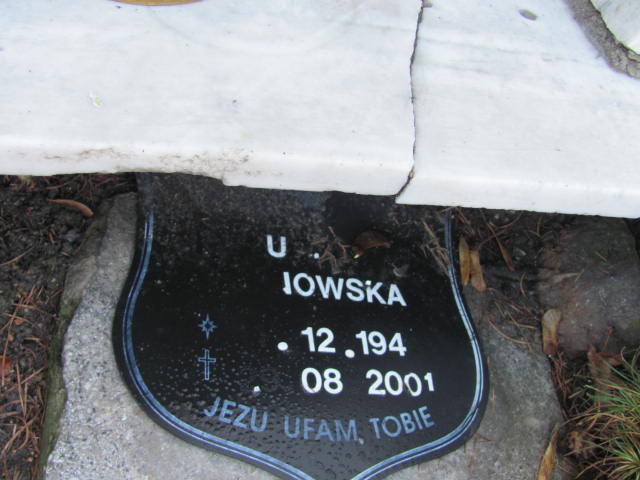 U .
IOWSKA
. 12 . 194
. 08 2001
JEZU UFAM TOBIE